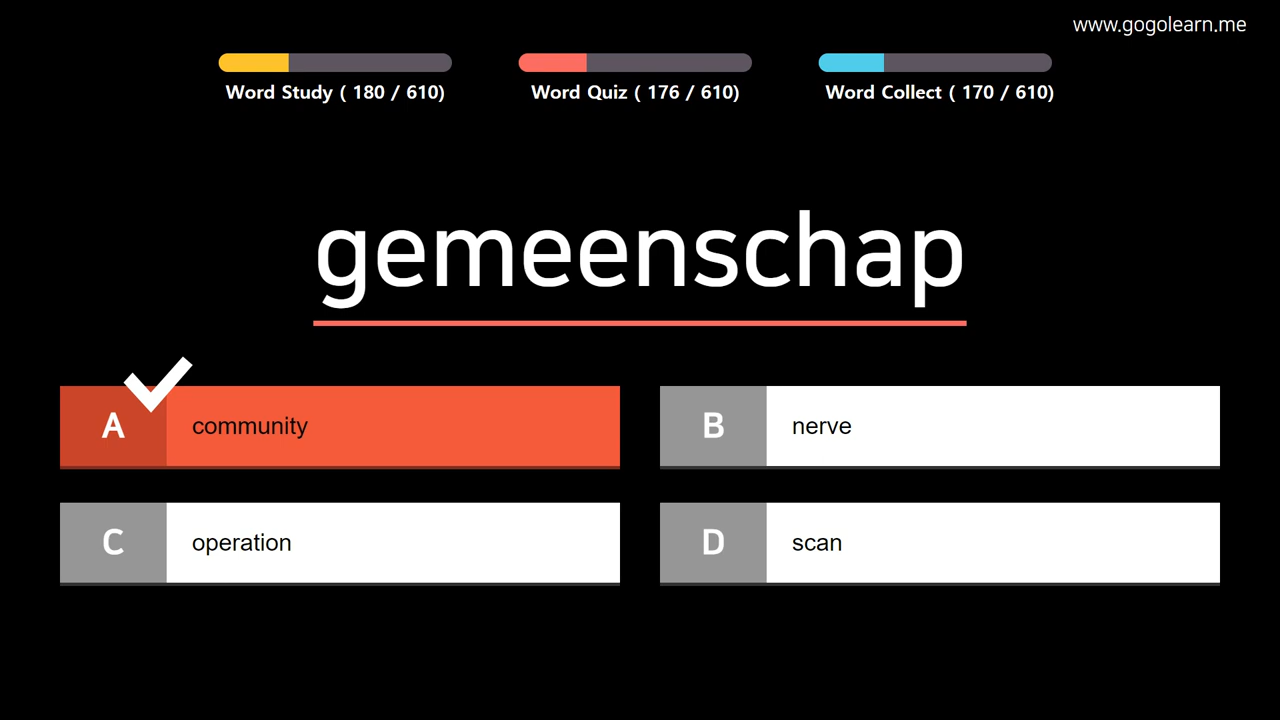 www.gogolearn.me
Word Study ( 180 / 610)
Word Quiz ( 176 / 610)
Word Collect ( 170 / 610)
gemeenschap
A community
B nerve
C operation
D scan